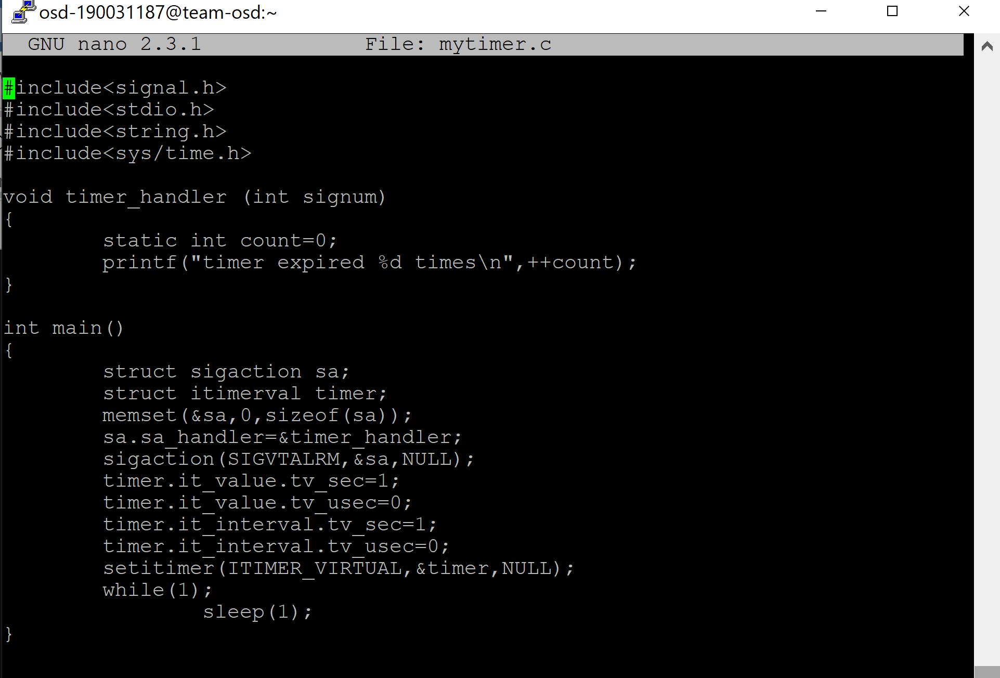 osd-190031187@team-osd:~
GNU nano 2.3.1 File: mytimer.c
#include<signal.h>
#include<stdio.h>
#include<string.h>
#include<sys/time.h>
void timer_handler (int signum)
{
static int count=0;
printf("timer expired %d times\n",++count);
}
int main()
{
struct sigaction sa;
struct itimerval timer;
memset(&sa,0,sizeof(sa));
sa.sa_handler=&timer_handler;
sigaction(SIGVTALRM,&sa,NULL);
timer.it_value.tv_sec=1;
timer.it_value.tv_usec=0;
timer.it_interval.tv_sec=1;
timer.it_interval.tv_usec=0;
setitimer(ITIMER_VIRTUAL,&timer,NULL);
while(1);
sleep(1);
}